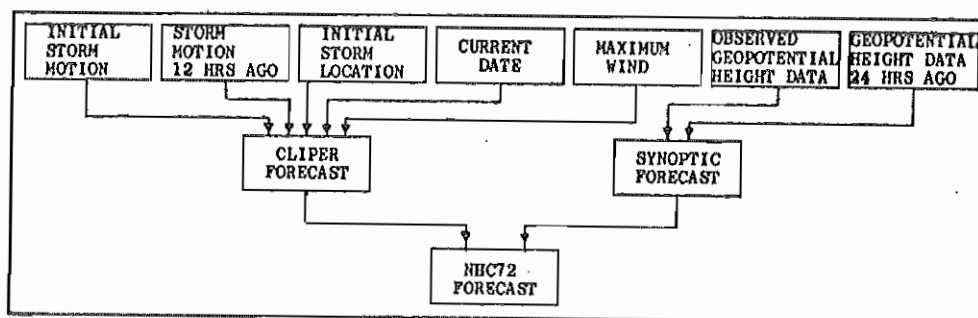 INITIAL
STORM
MOTION
STORM
MOTION
12 HRS AGO
INITIAL
STORM
LOCATION
CURRENT
DATE
MAXIMUM
WIND
OBSERVED
GEOPOTENTIAL
HEIGHT DATA
GEOPOTENTIAL
HEIGHT DATA
24 HRS AGO
CLIPER
FORECAST
SYNOPTIC
FORECAST
NHC72
FORECAST